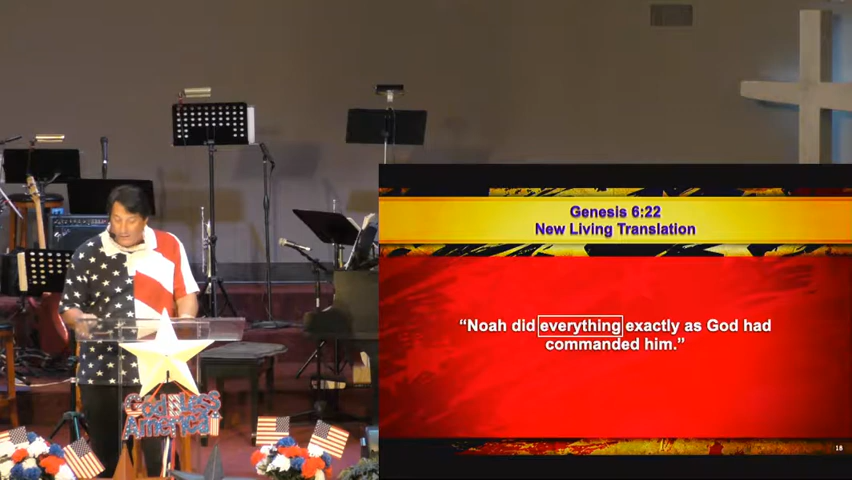 Genesis 6:22
New Living Translation
“Noah did everything exactly as God had
commanded him.”
18
God Bless
America